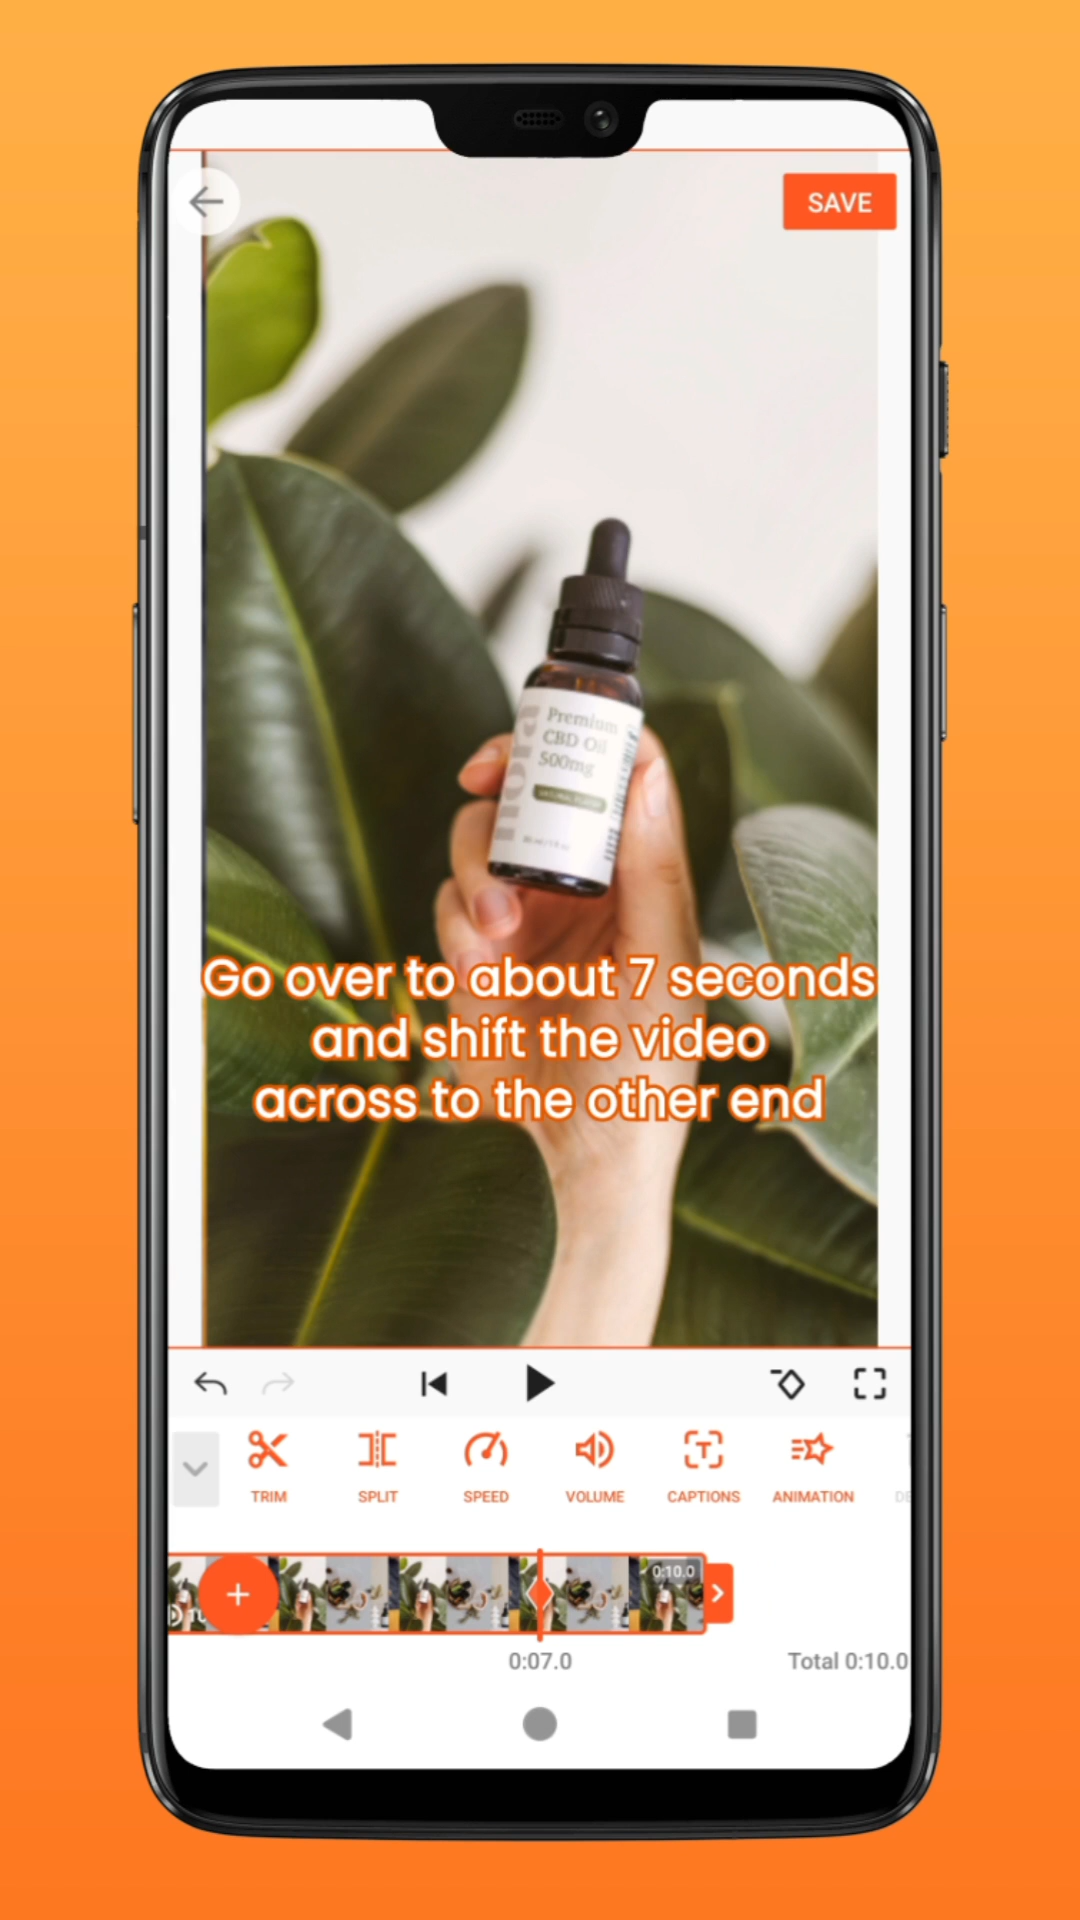 SAVE
Premium
CBD Oil
500mg
Go over to about 7 seconds
and shift the video
across to the other end
TRIM
SPLIT
SPEED
VOLUME
CAPTIONS
ANIMATION
0:10.0
0:07.0
Total 0:10.0